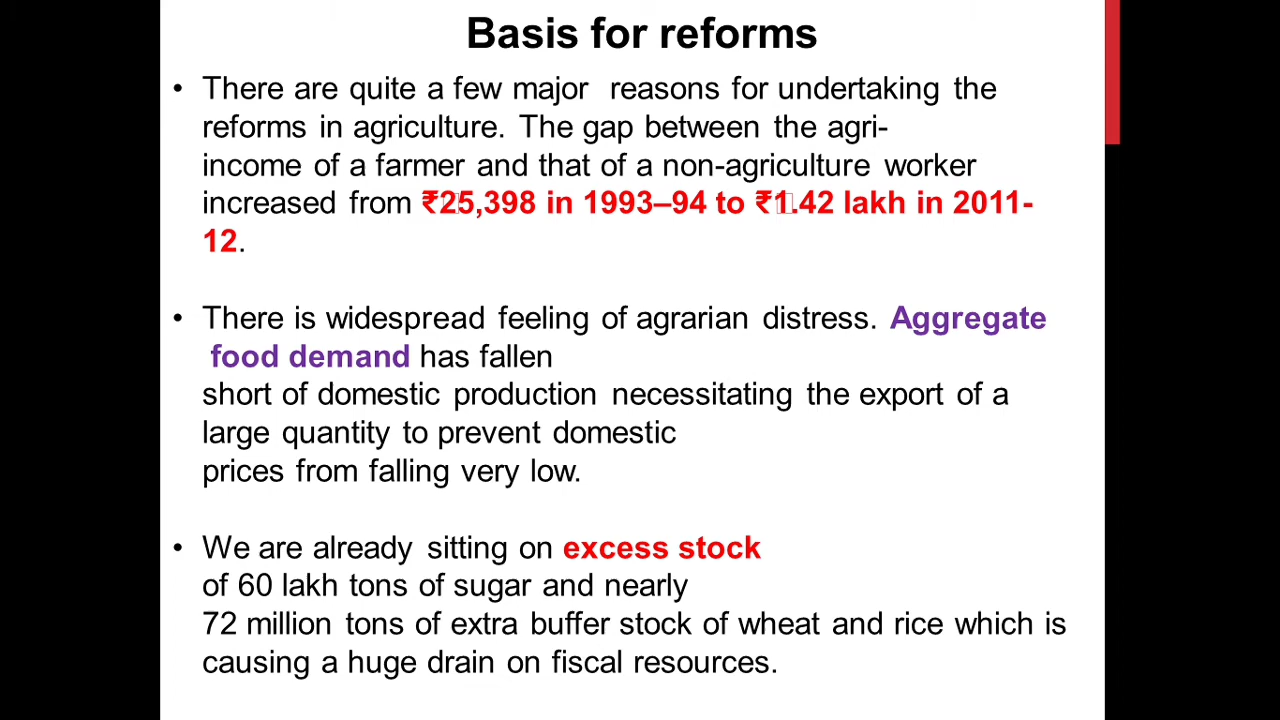 Basis for reforms
• There are quite a few major reasons for undertaking the
reforms in agriculture. The gap between the agri-
income of a farmer and that of a non-agriculture worker
increased from ₹25,398 in 1993–94 to ₹1.42 lakh in 2011-
12.
• There is widespread feeling of agrarian distress. Aggregate
food demand has fallen
short of domestic production necessitating the export of a
large quantity to prevent domestic
prices from falling very low.
• We are already sitting on excess stock
of 60 lakh tons of sugar and nearly
72 million tons of extra buffer stock of wheat and rice which is
causing a huge drain on fiscal resources.